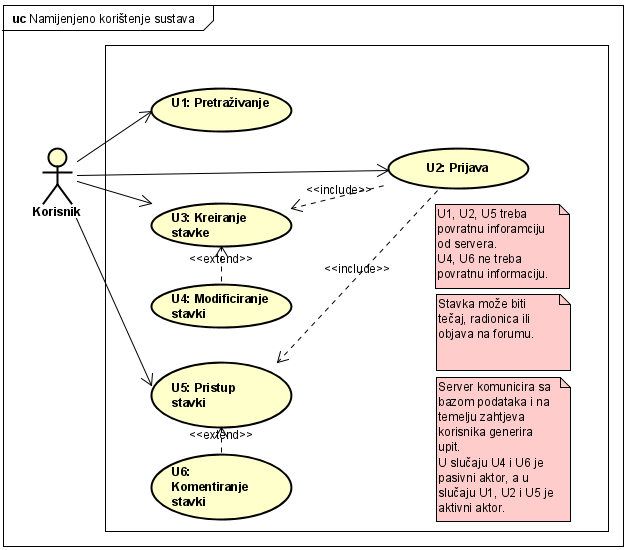 uc Namijenjeno korištenje sustava
U1: Pretraživanje
U2: Prijava
<<include>>
Korisnik
U3: Kreiranje
stavke
<<extend>>
<<include>>
U4: Modificiranje
stavki
U5: Pristup
stavki
<<extend>>
U6:
Komentiranje
stavki
U1, U2, U5 treba
povratnu inforamciju
od servera.
U4, U6 ne treba
povratnu informaciju.
Stavka može biti
tečaj, radionica ili
objava na forumu.
Server komunicira sa
bazom podataka i na
temelju zahtjeva
korisnika generira
upit.
U slučaju U4 i U6 je
pasivni aktor, a u
slučaju U1, U2 i U5 je
aktivni aktor.